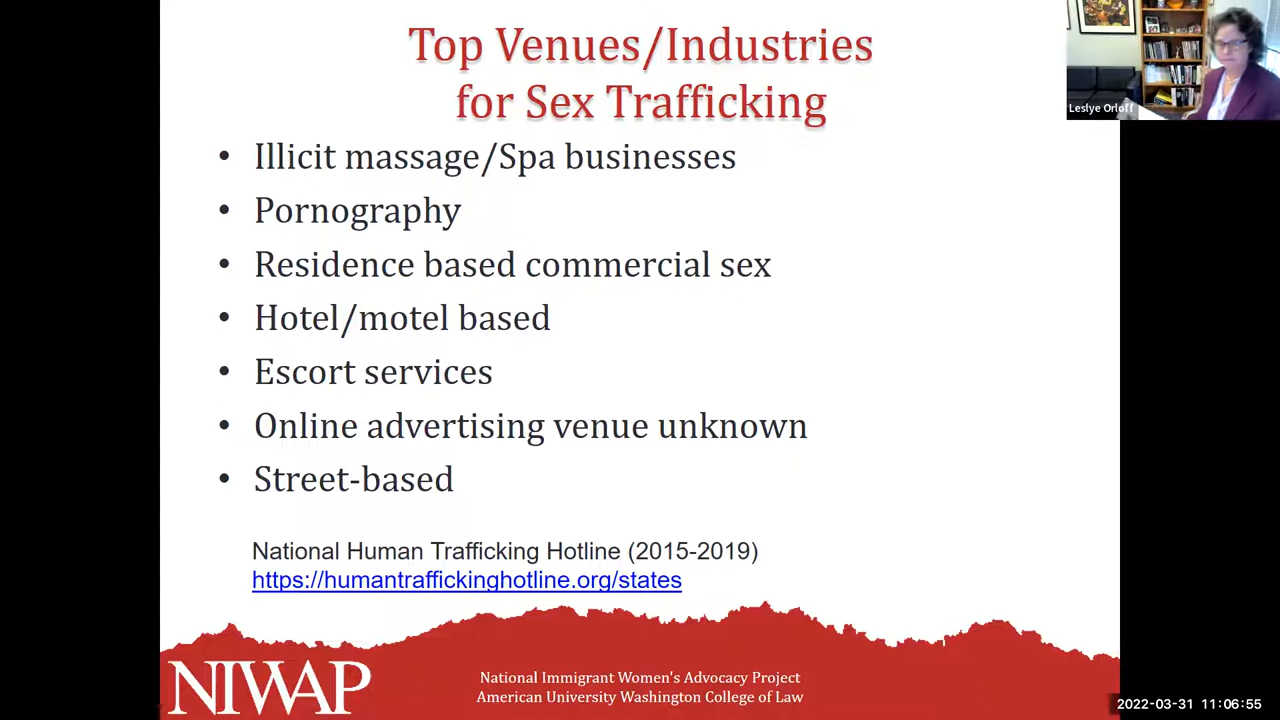 Top Venues/Industries
for Sex Trafficking
• Illicit massage/Spa businesses
• Pornography
• Residence based commercial sex
• Hotel/motel based
• Escort services
• Online advertising venue unknown
• Street-based
National Human Trafficking Hotline (2015-2019)
https://humantraffickinghotline.org/states
NIWAP
National Immigrant Women's Advocacy Project
American University Washington College of Law
Leslye Orloff
2022-03-31 11:06:55